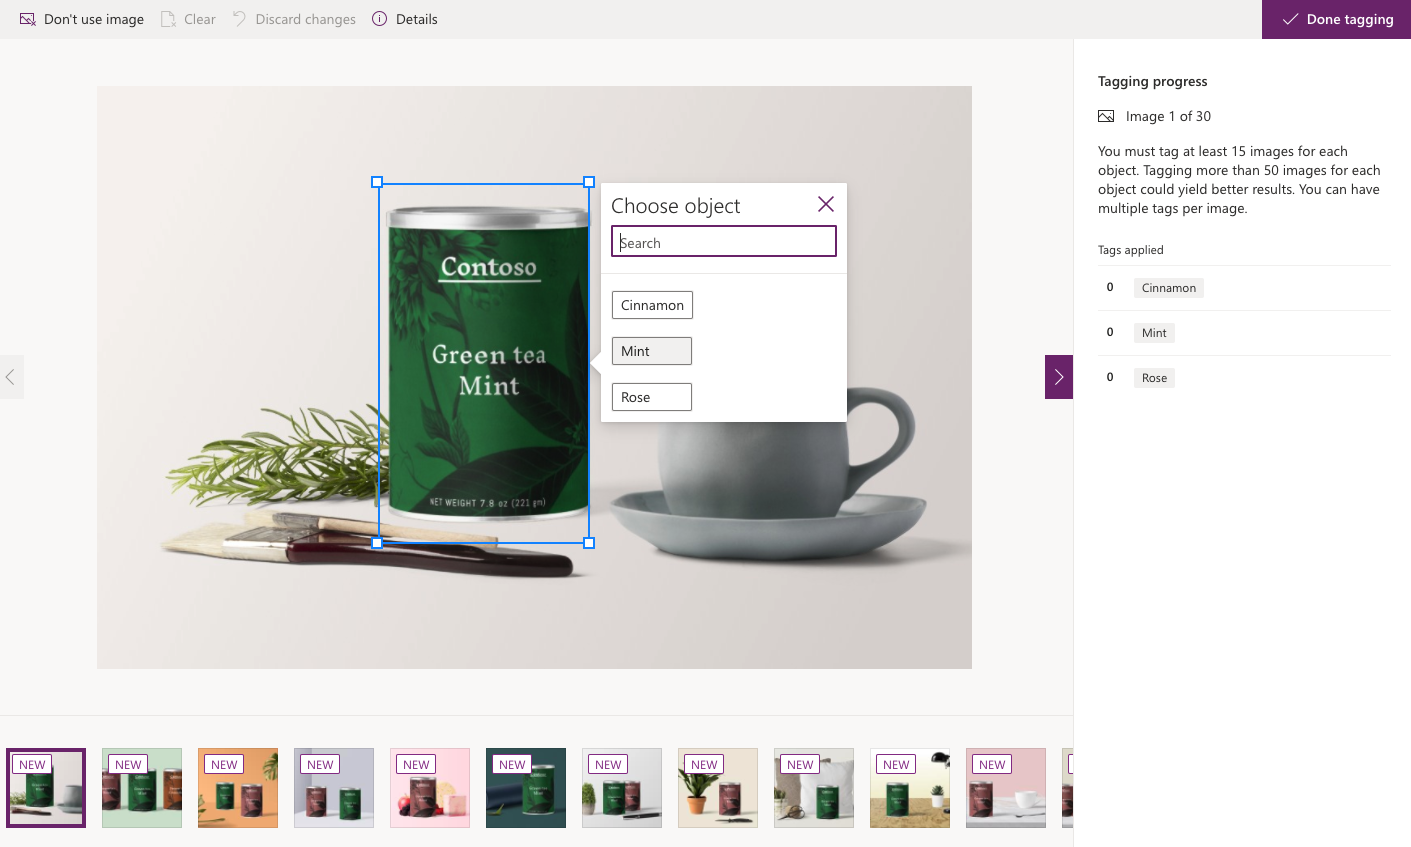 Don't use image
Clear
Discard changes
Details
Done tagging
Contoso
Green tea
Mint
NET WEIGHT 7.8 oz (221 gm)
Choose object
Search
Cinnamon
Mint
Rose
Tagging progress
Image 1 of 30
You must tag at least 15 images for each
object. Tagging more than 50 images for each
object could yield better results. You can have
multiple tags per image.
Tags applied
0 Cinnamon
0 Mint
0 Rose
NEW
NEW
NEW
NEW
NEW
NEW
NEW
NEW
NEW
NEW
NEW